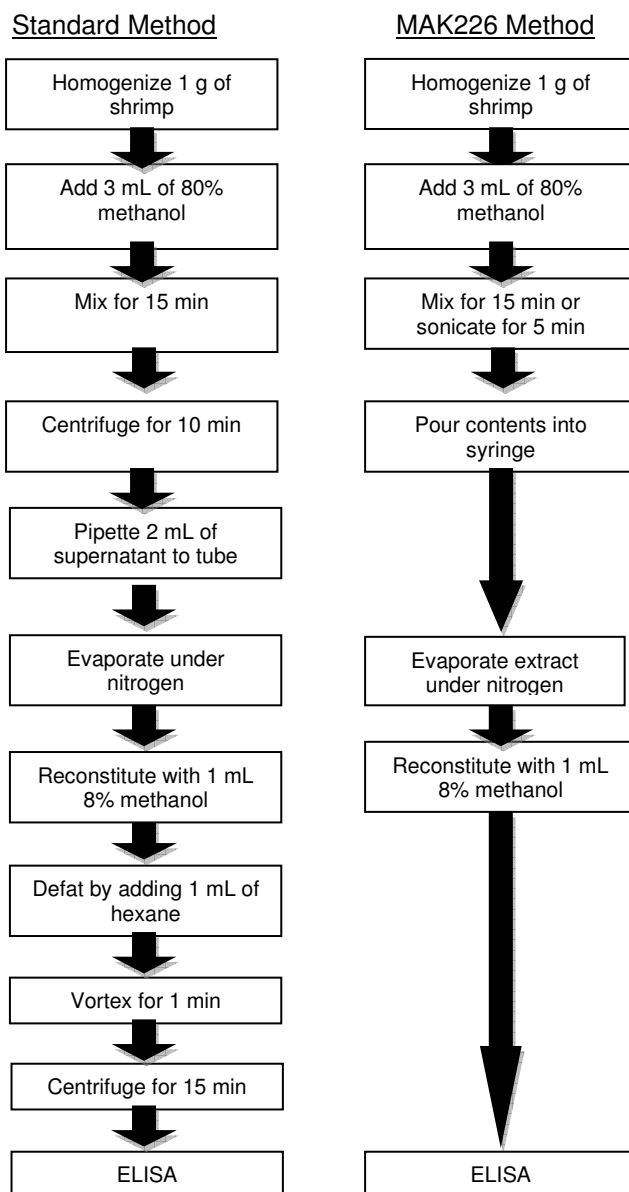 Standard Method
Homogenize 1 g of
shrimp
Add 3 mL of 80%
methanol
Mix for 15 min
Centrifuge for 10 min
Pipette 2 mL of
supernatant to tube
Evaporate under
nitrogen
Reconstitute with 1 mL
8% methanol
Defat by adding 1 mL of
hexane
Vortex for 1 min
Centrifuge for 15 min
ELISA
MAK226 Method
Homogenize 1 g of
shrimp
Add 3 mL of 80%
methanol
Mix for 15 min or
sonicate for 5 min
Pour contents into
syringe
Evaporate extract
under nitrogen
Reconstitute with 1 mL
8% methanol
ELISA